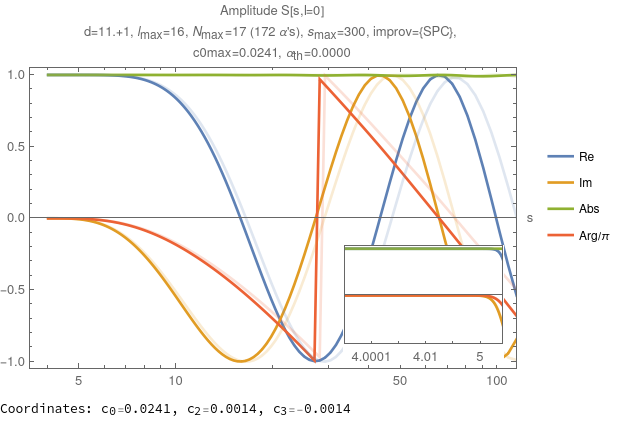 Amplitude S[s,l=0]
d=11.+1, lmax=16, Nmax=17 (172 α's), smax=300, improv={SPC},
c0max=0.0241, αth=0.0000
1.0
0.5
0.0
−0.5
−1.0
s
Re
Im
Abs
Arg/π
4.0001 4.01 5
5 10 50 100
Coordinates: c0=0.0241, c2=0.0014, c3=-0.0014